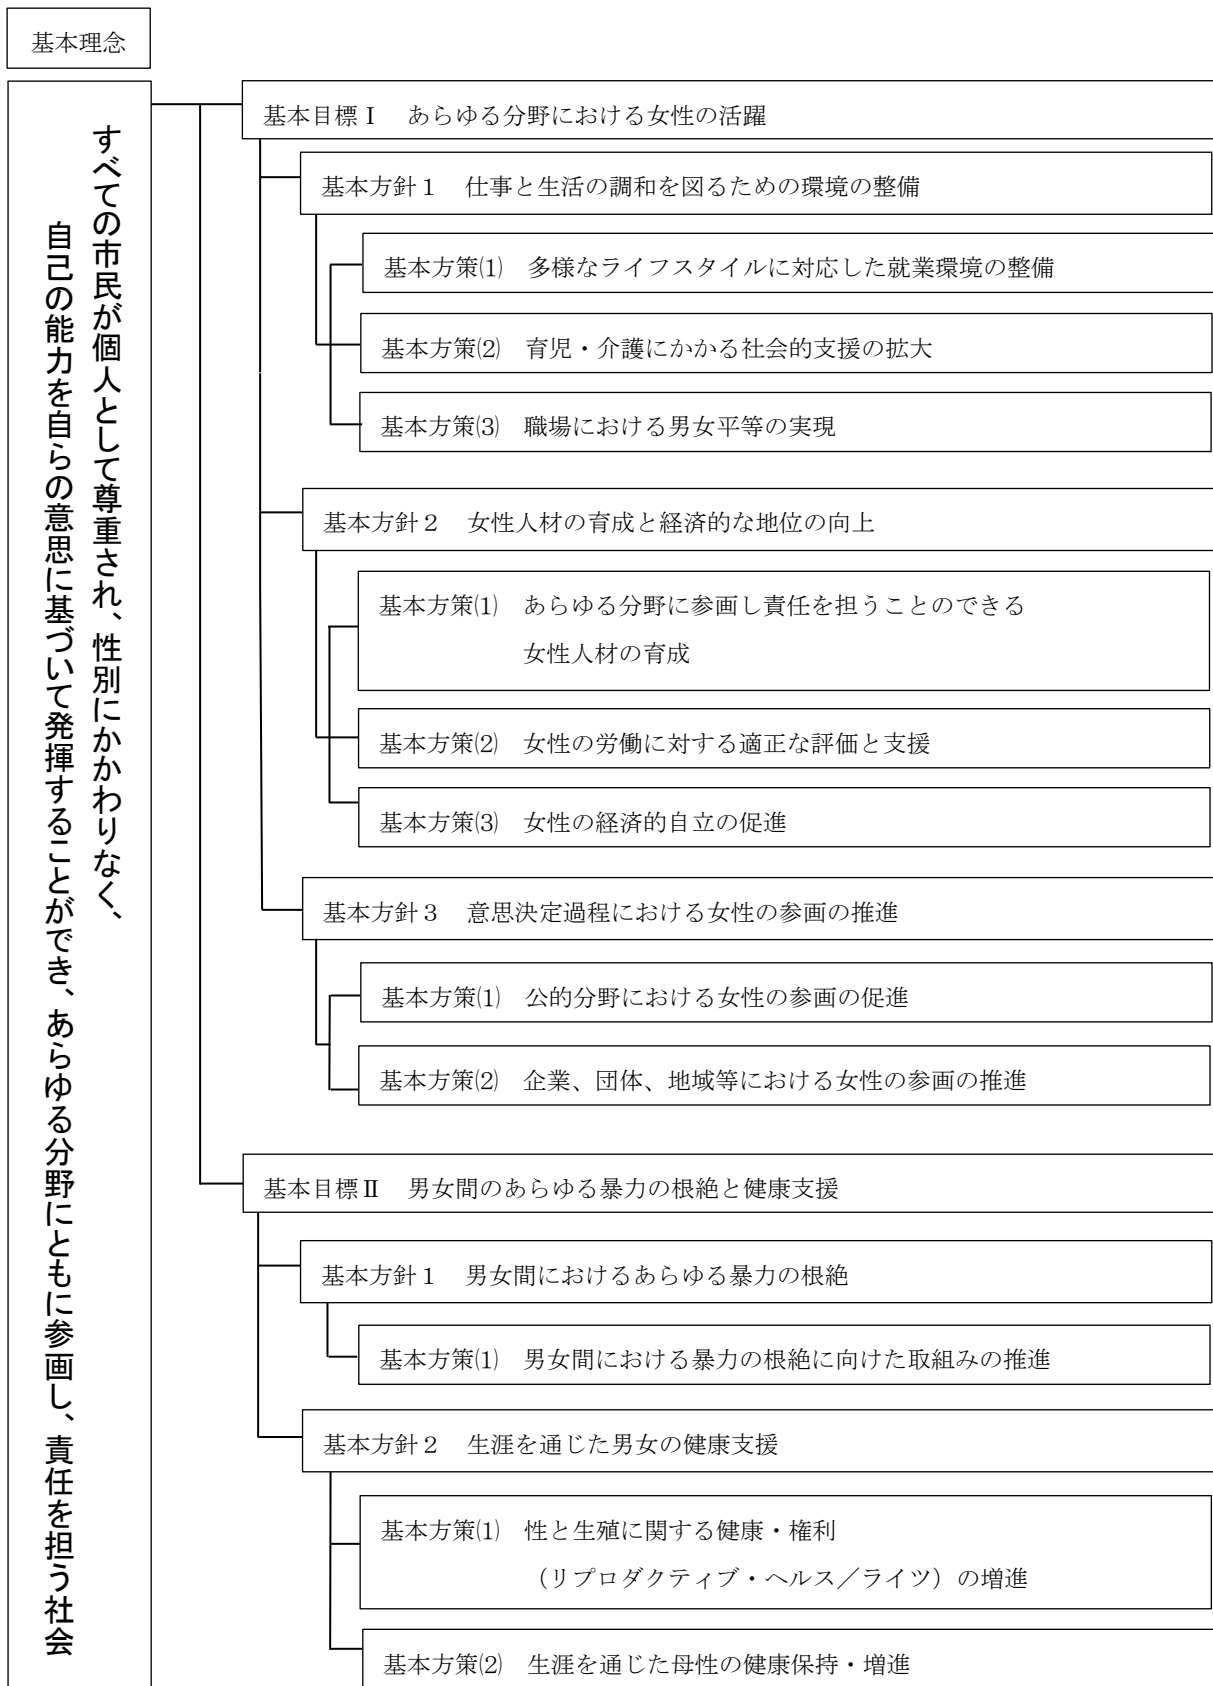 基本理念
すべての市民が個人として尊重され、性別にかかわりなく、
自己の能力を自らの意思に基づいて発揮することができ、あらゆる分野にともに参画し、責任を担う社会
基本目標Ⅰ　あらゆる分野における女性の活躍
基本方針１　仕事と生活の調和を図るための環境の整備
基本方策⑴　多様なライフスタイルに対応した就業環境の整備
基本方策⑵　育児・介護にかかる社会的支援の拡大
基本方策⑶　職場における男女平等の実現
基本方針２　女性人材の育成と経済的な地位の向上
基本方策⑴　あらゆる分野に参画し責任を担うことのできる
女性人材の育成
基本方策⑵　女性の労働に対する適正な評価と支援
基本方策⑶　女性の経済的自立の促進
基本方針３　意思決定過程における女性の参画の推進
基本方策⑴　公的分野における女性の参画の促進
基本方策⑵　企業、団体、地域等における女性の参画の推進
基本目標Ⅱ　男女間のあらゆる暴力の根絶と健康支援
基本方針１　男女間におけるあらゆる暴力の根絶
基本方策⑴　男女間における暴力の根絶に向けた取組みの推進
基本方針２　生涯を通じた男女の健康支援
基本方策⑴　性と生殖に関する健康・権利
（リプロダクティブ・ヘルス／ライツ）の増進
基本方策⑵　生涯を通じた母性の健康保持・増進